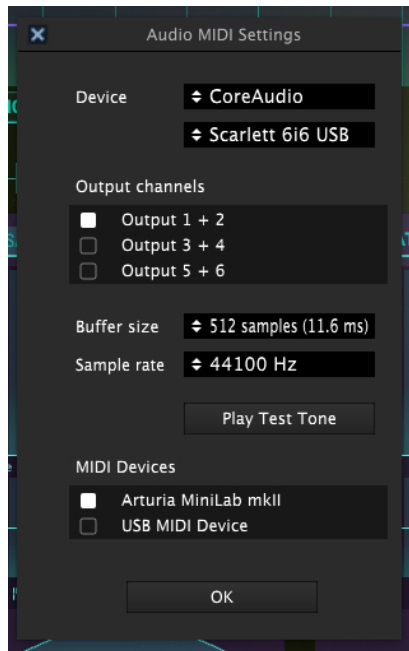 Audio MIDI Settings
Device
CoreAudio
Scarlett 6i6 USB
Output channels
Output 1 + 2
Output 3 + 4
Output 5 + 6
Buffer size 512 samples (11.6 ms)
Sample rate 44100 Hz
Play Test Tone
MIDI Devices
Arturia MiniLab mkII
USB MIDI Device
OK